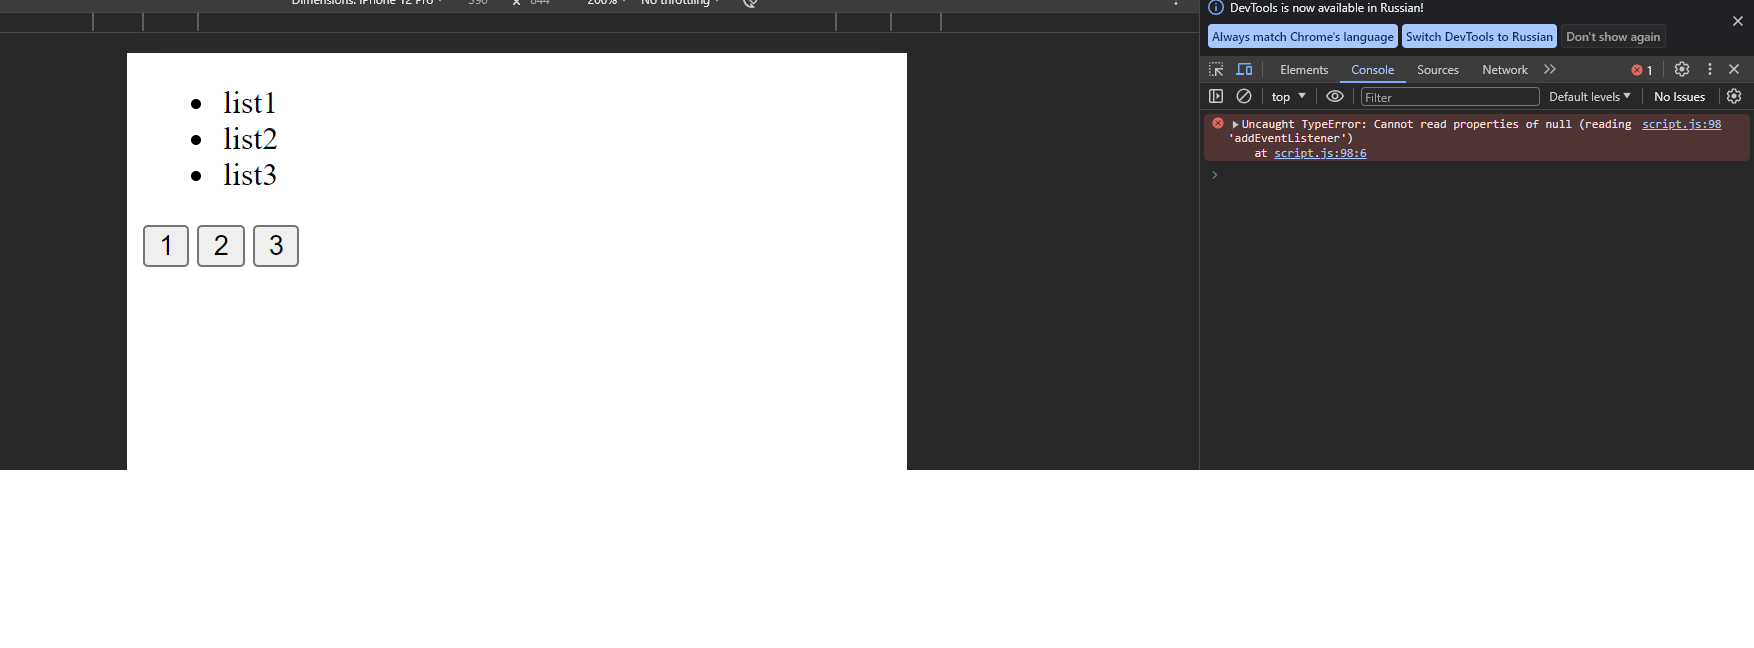 Dimensions: iPhone 12 Pro 390 x 844 200% No throttling
DevTools is now available in Russian!
Always match Chrome's language Switch DevTools to Russian Don't show again
Elements Console Sources Network 1
top Filter Default levels No Issues
Uncaught TypeError: Cannot read properties of null (reading script.js:98
'addEventListener')
at script.js:98:6
list1
list2
list3
1 2 3